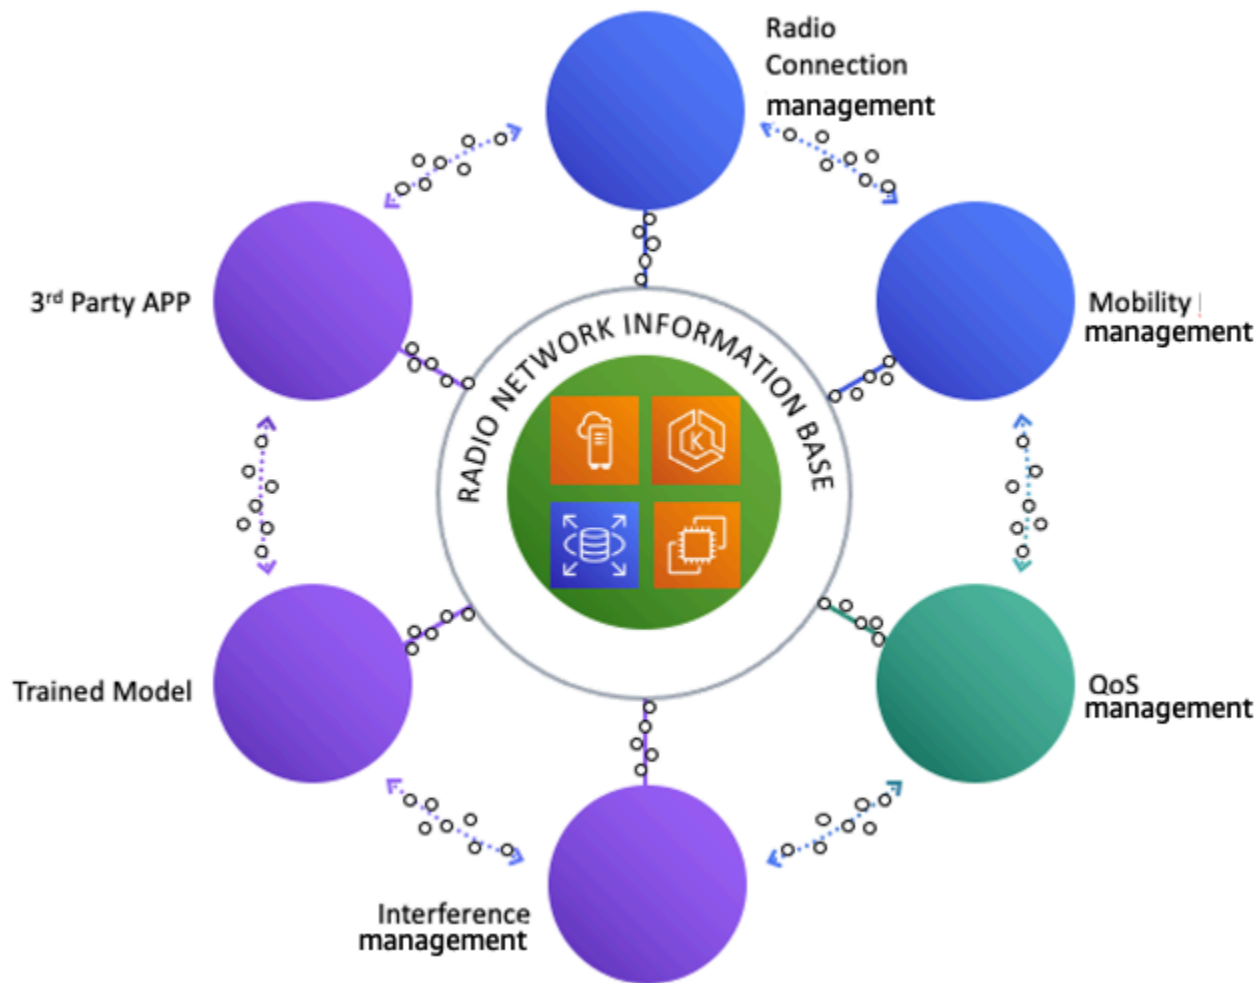 Radio
Connection
management
3rd Party APP
Mobility
management
RADIO NETWORK INFORMATION BASE
K
Trained Model
QoS
management
Interference
management